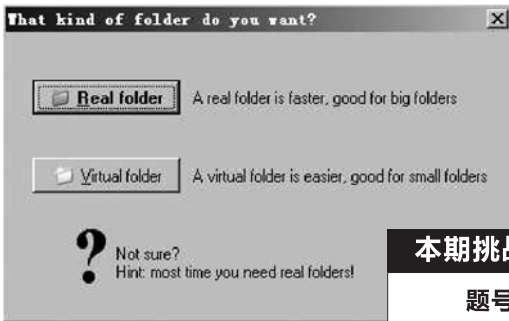 What kind of folder do you want?
Real folder
A real folder is faster, good for big folders
Virtual folder
A virtual folder is easier, good for small folders
?
Not sure?
Hint: most time you need real folders!
本期挑
题号